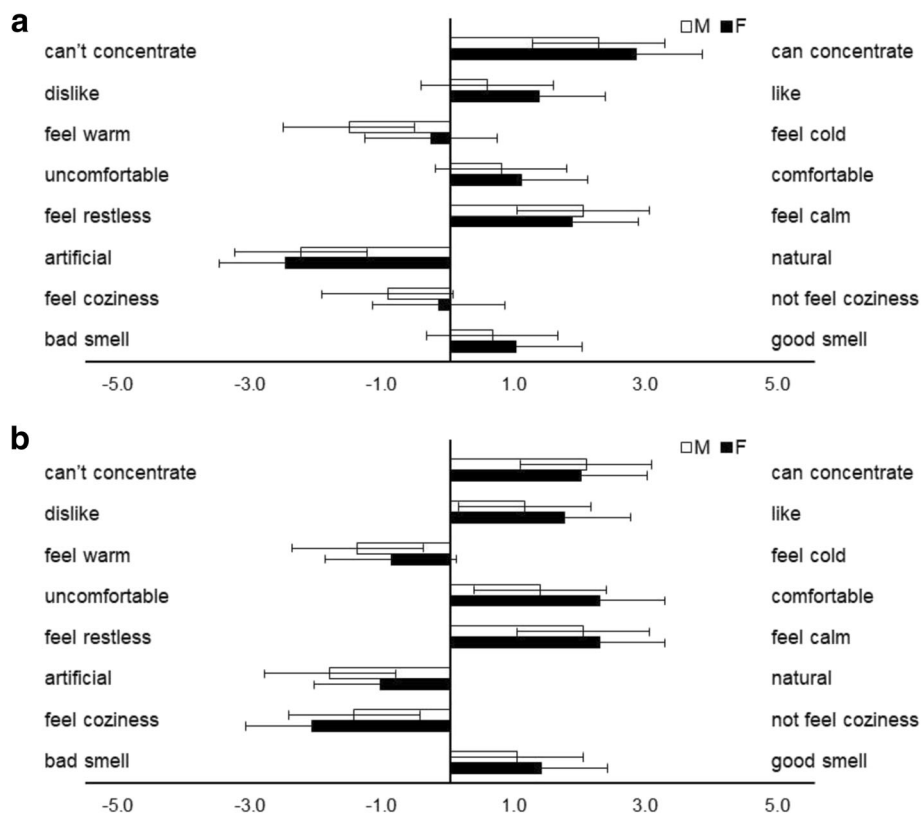 a
M F
can't concentrate can concentrate
dislike like
feel warm feel cold
uncomfortable comfortable
feel restless feel calm
artificial natural
feel coziness not feel coziness
bad smell good smell
-5.0 -3.0 -1.0 1.0 3.0 5.0
b
M F
can't concentrate can concentrate
dislike like
feel warm feel cold
uncomfortable comfortable
feel restless feel calm
artificial natural
feel coziness not feel coziness
bad smell good smell
-5.0 -3.0 -1.0 1.0 3.0 5.0